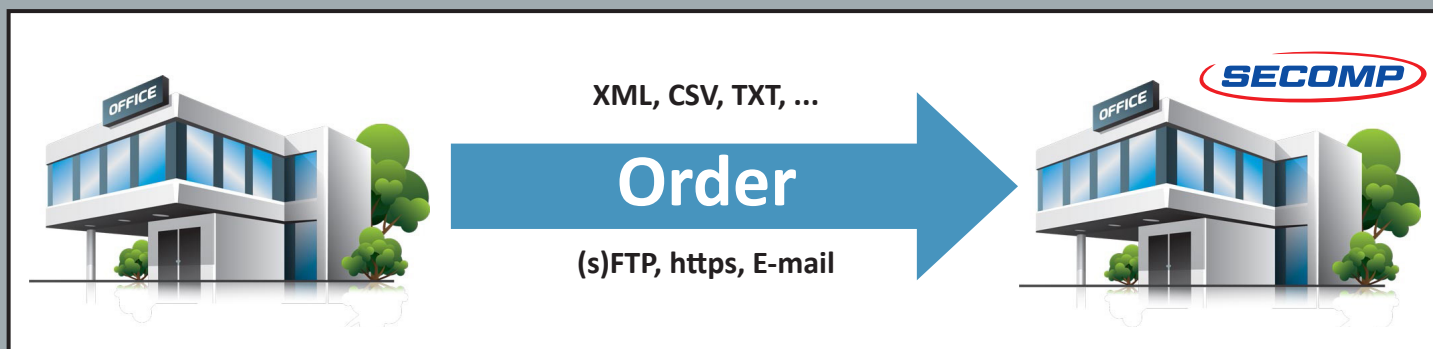 OFFICE
XML, CSV, TXT, ...
Order
(s)FTP, https, E-mail
OFFICE
SECOMP